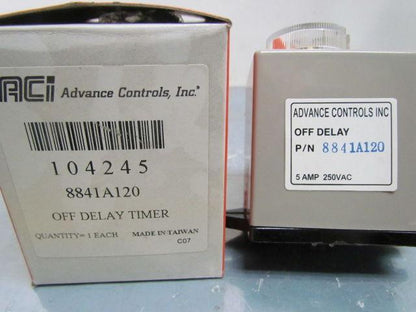 ACi Advance Controls, Inc.
104245
8841A120
OFF DELAY TIMER
QUANTITY= 1 EACH MADE IN TAIWAN
C07
ADVANCE CONTROLS INC
OFF DELAY
P/N 8841A120
5 AMP 250VAC